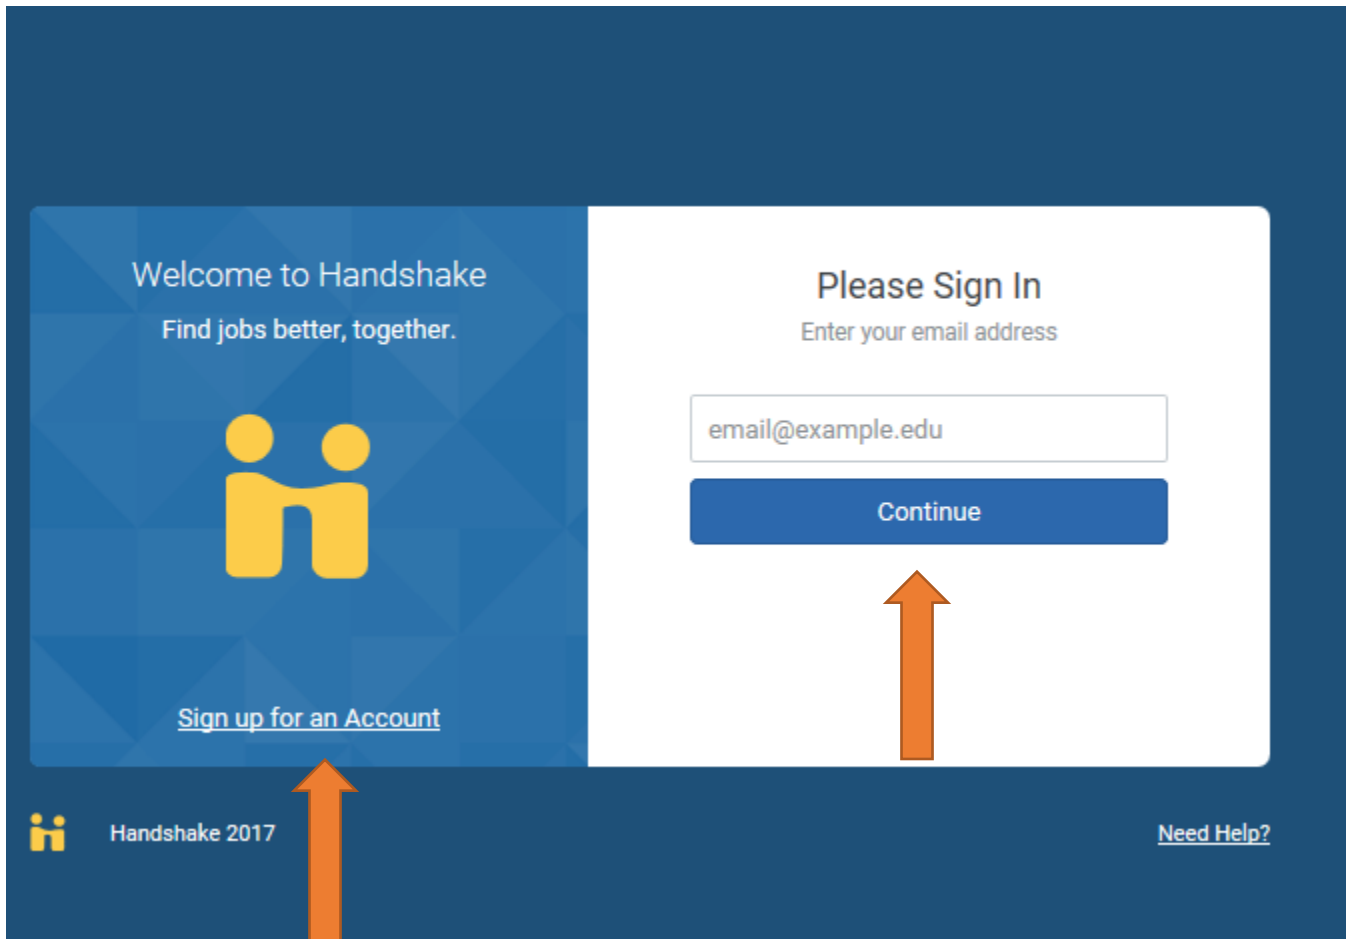 Welcome to Handshake
Find jobs better, together.
Sign up for an Account
Please Sign In
Enter your email address
email@example.edu
Continue
Handshake 2017
Need Help?